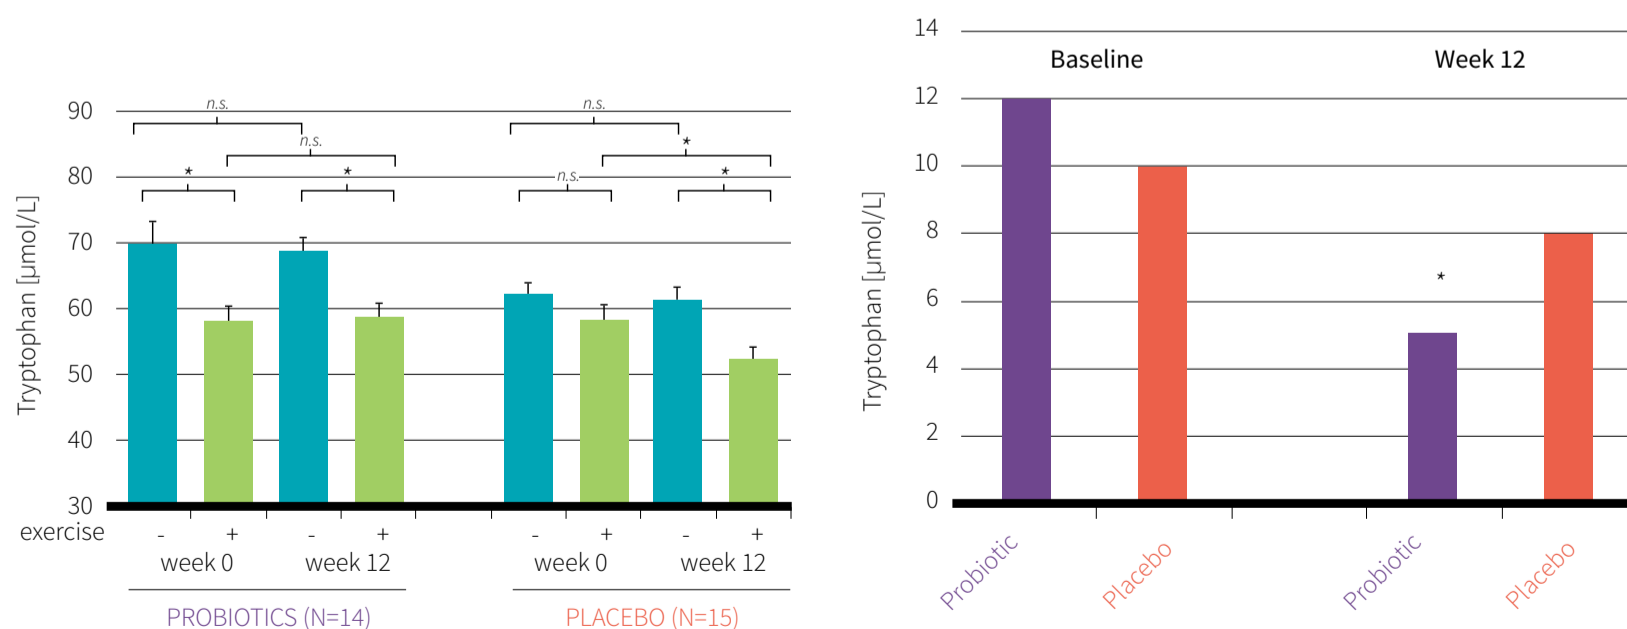 n.s.
n.s.
*
*
n.s.
*
n.s.
*
90
80
70
60
50
40
30
Tryptophan [µmol/L]
exercise - + - + - + - +
week 0 week 12 week 0 week 12
PROBIOTICS (N=14) PLACEBO (N=15)
14
12
10
8
6
4
2
0
Tryptophan [µmol/L]
Baseline Week 12
*
Probiotic
Placebo
Probiotic
Placebo